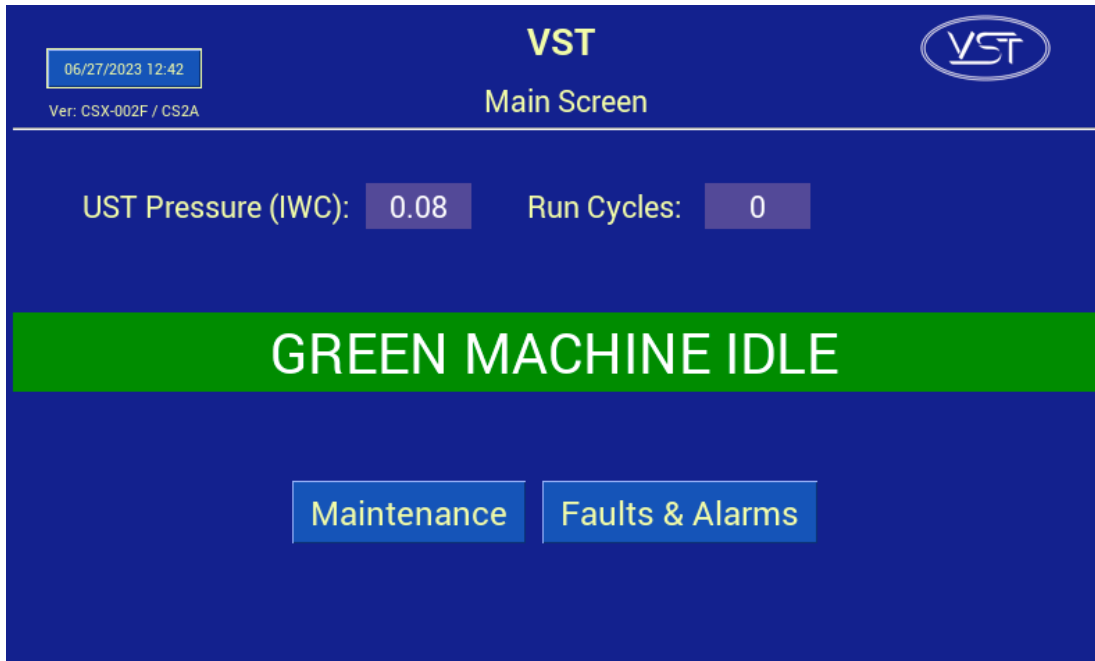 VST
VST
06/27/2023 12:42
Main Screen
Ver: CSX-002F / CS2A
UST Pressure (IWC): 0.08 Run Cycles: 0
GREEN MACHINE IDLE
Maintenance Faults & Alarms